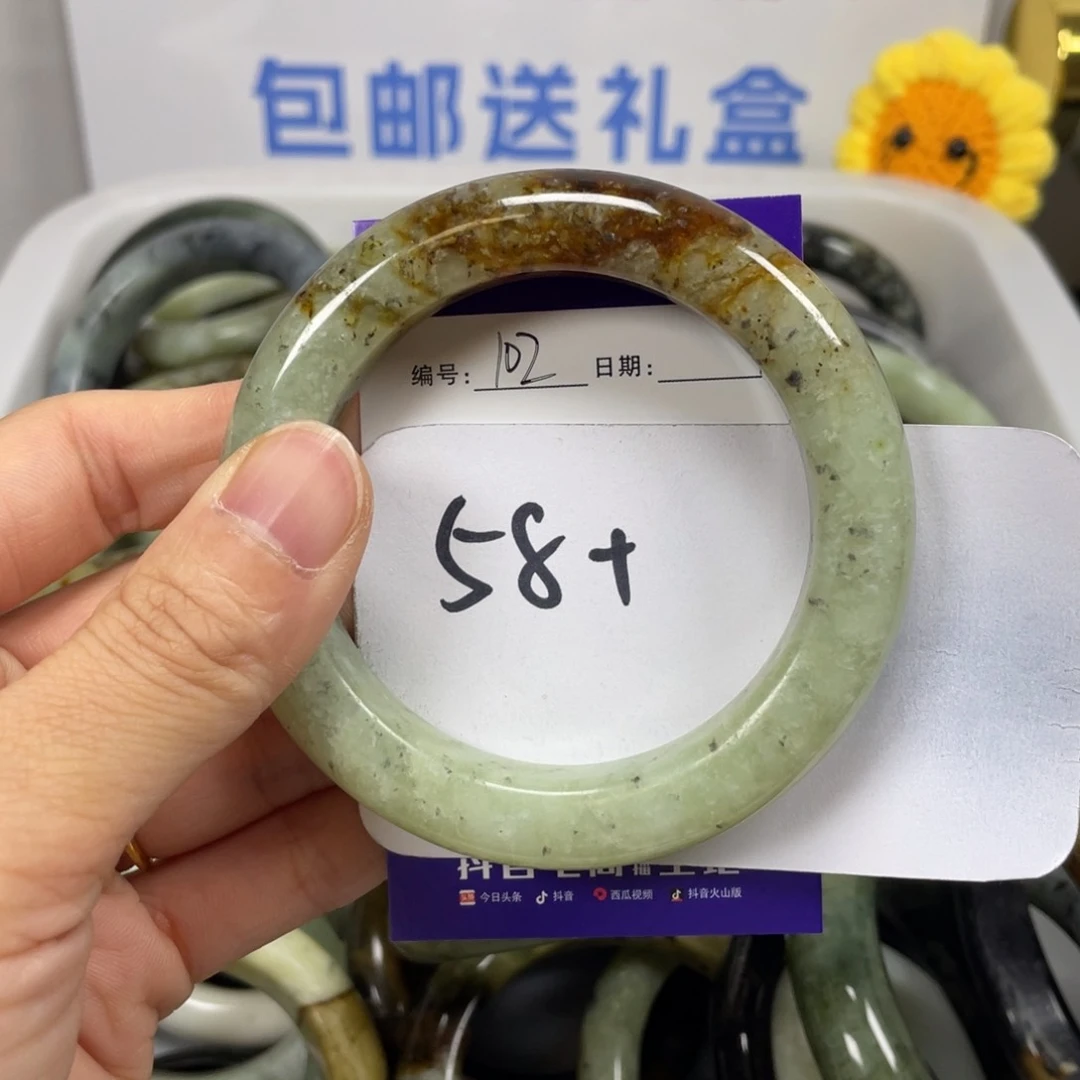 包邮送礼盒
编号: 102 日期:
58+
今日头条 抖音 西瓜视频 抖音火山版